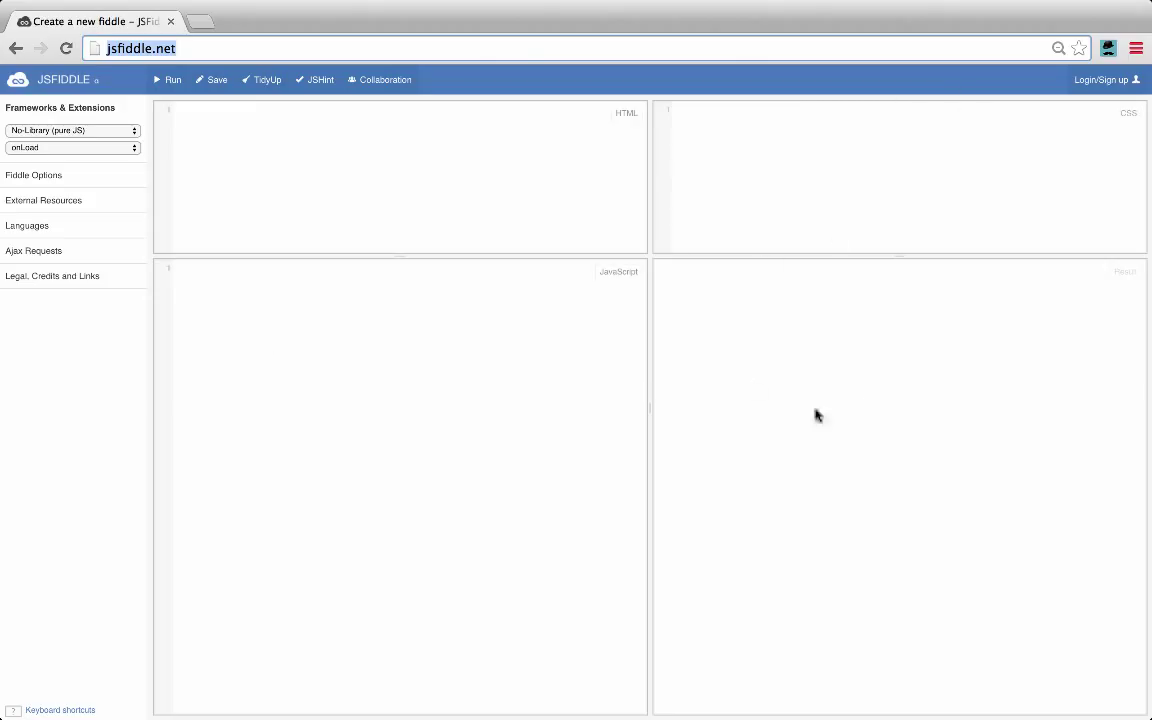 Create a new fiddle – JSFid
jsfiddle.net
JSFIDDLE α
Run
Save
TidyUp
JSHint
Collaboration
Login/Sign up
Frameworks & Extensions
No-Library (pure JS)
onLoad
Fiddle Options
External Resources
Languages
Ajax Requests
Legal, Credits and Links
1
HTML
1
CSS
1
JavaScript
Result
? Keyboard shortcuts